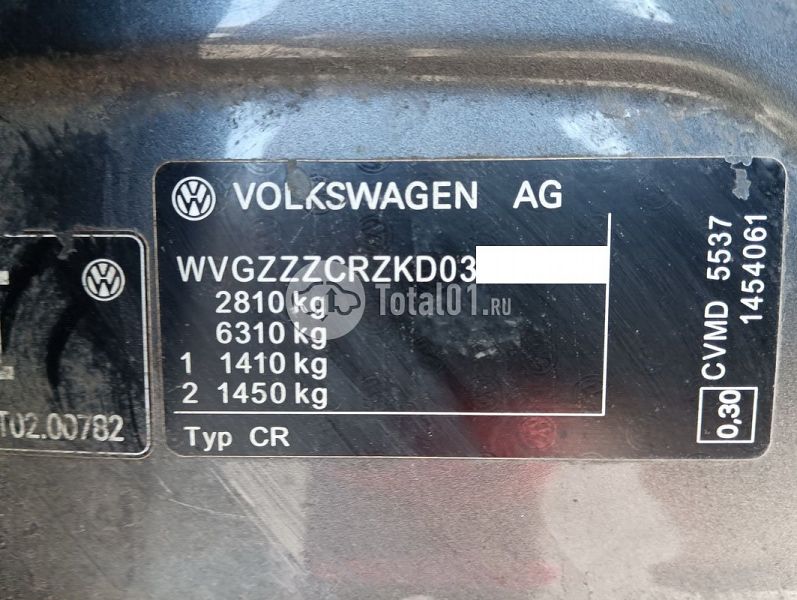 VOLKSWAGEN AG
WVGZZZCRZKD03
2810 kg
6310 kg
1 1410 kg
2 1450 kg
Typ CR
CVMD 5537
1454061
0,30
T02.00782
Total01.ru